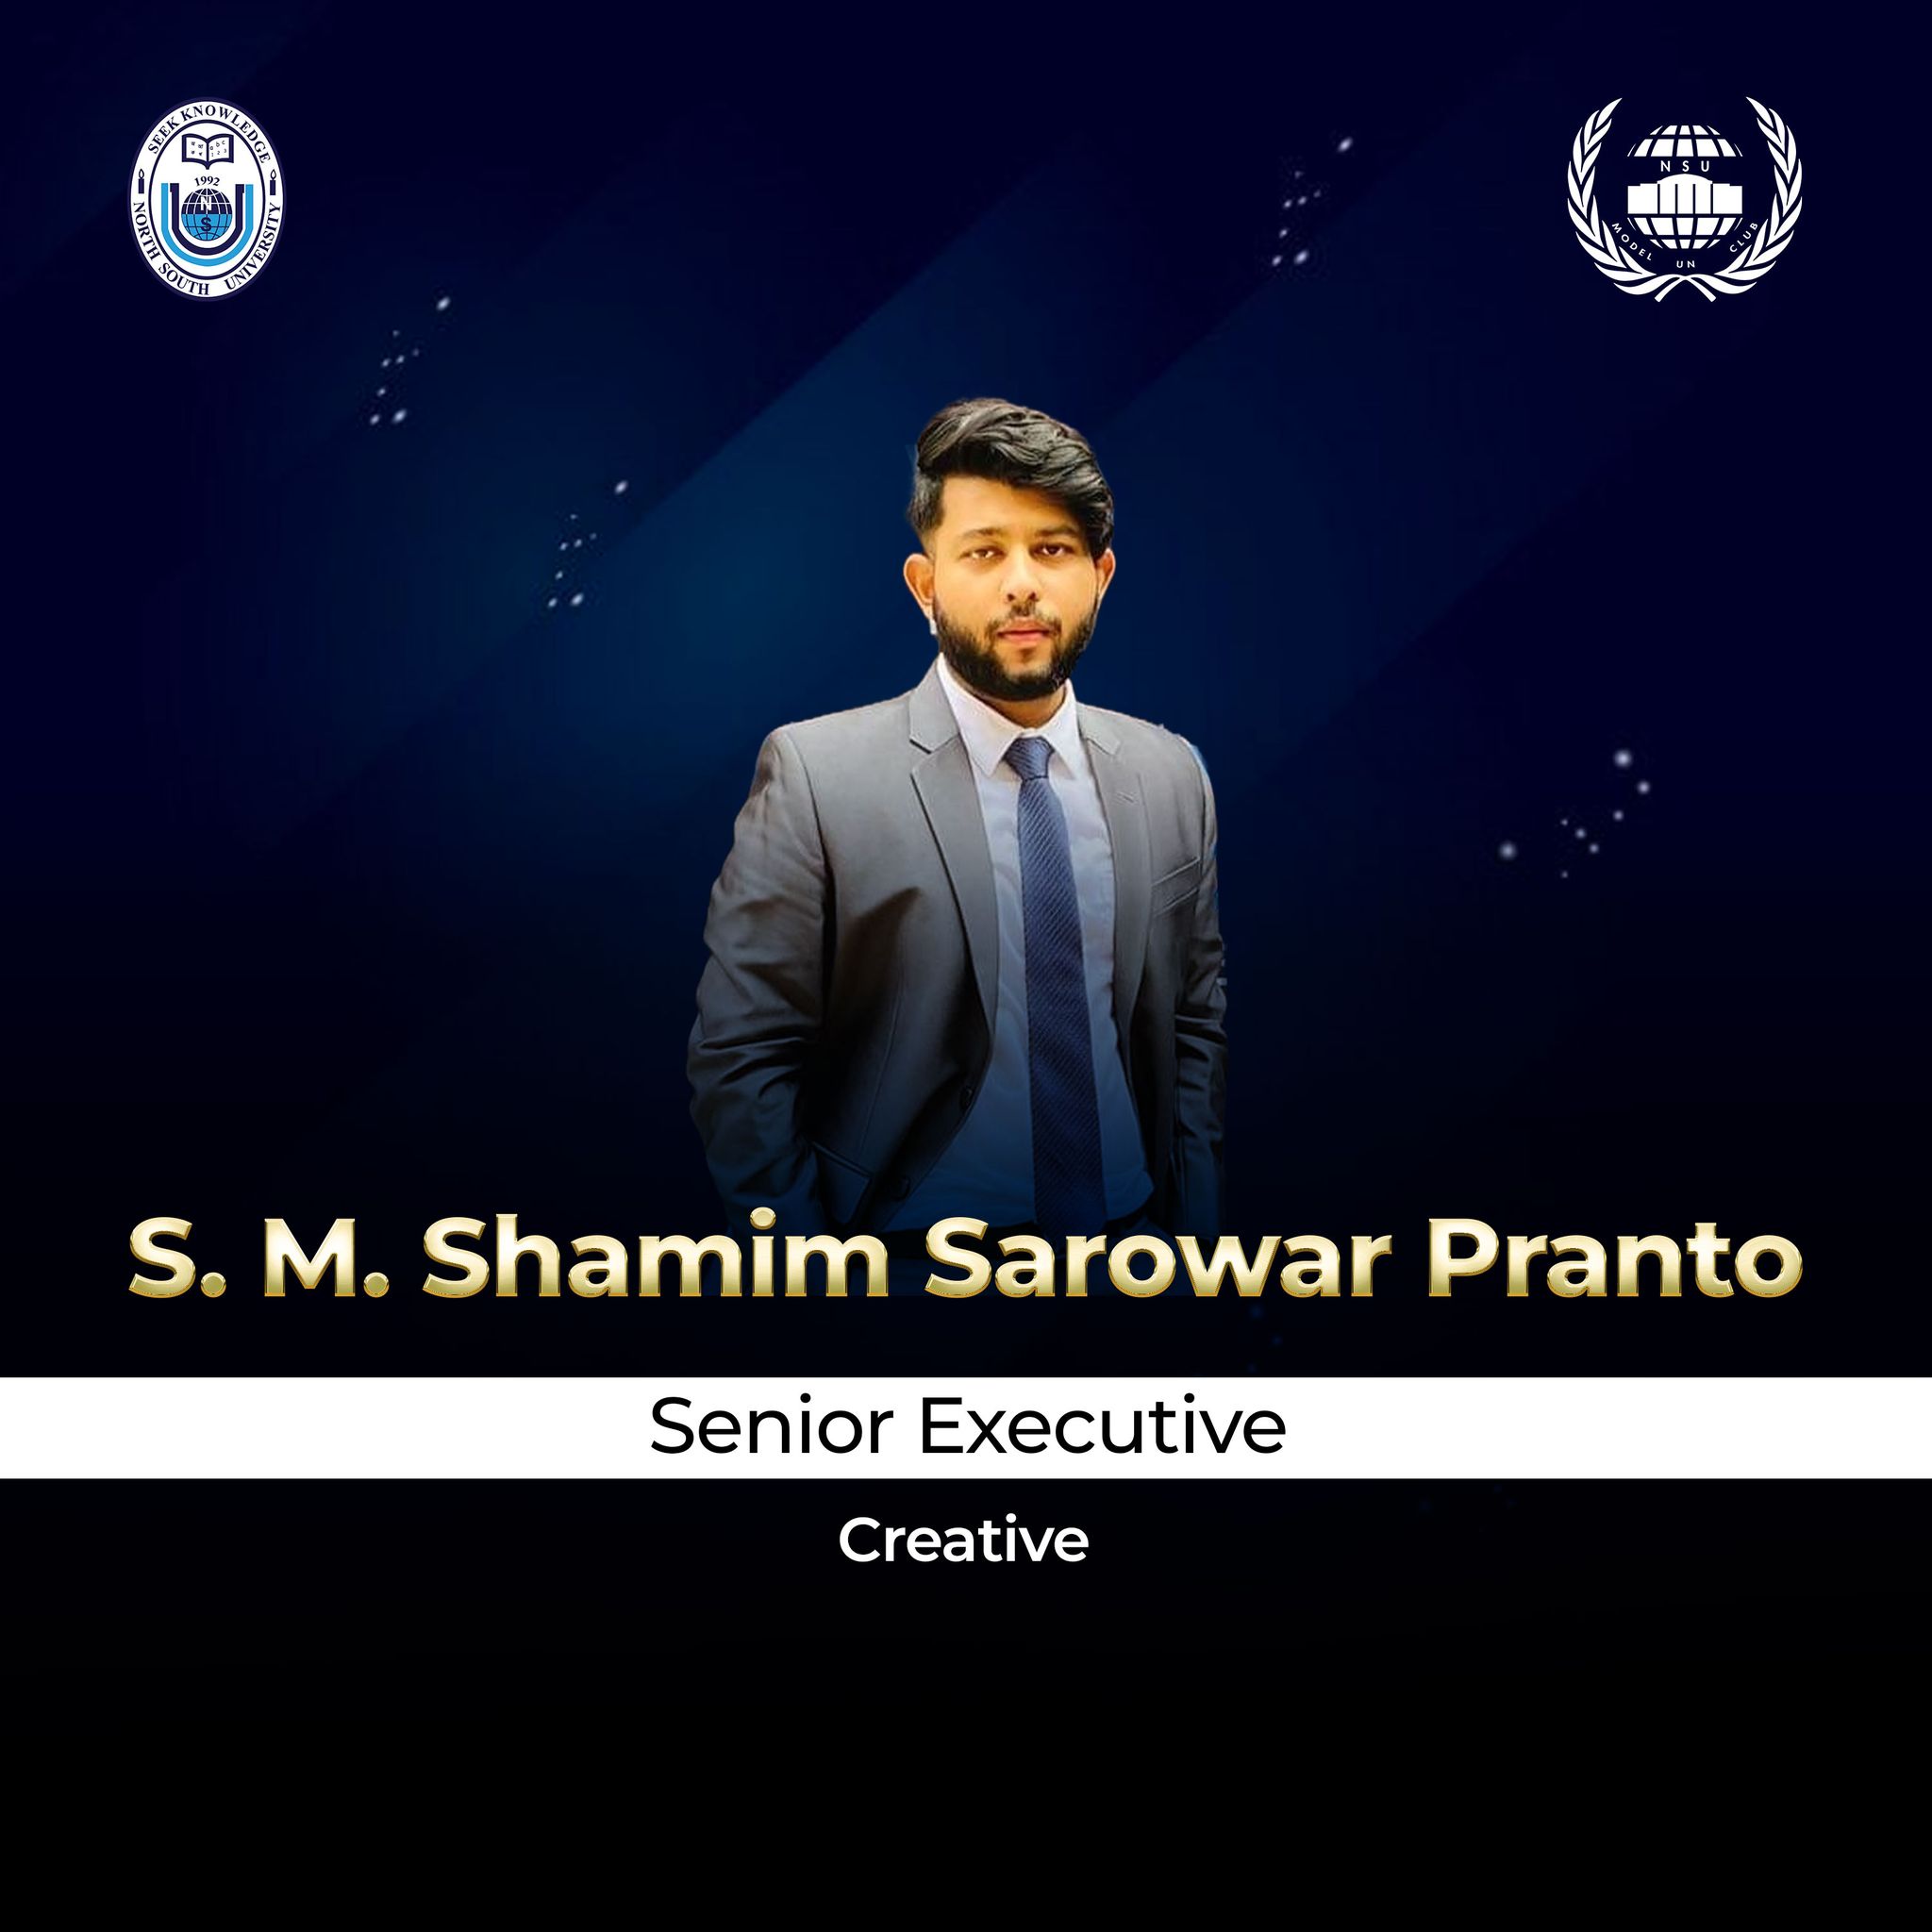 SEEK KNOWLEDGE
1992
N
S
NORTH SOUTH UNIVERSITY
NSU
MODEL UN CLUB
S. M. Shamim Sarowar Pranto
Senior Executive
Creative